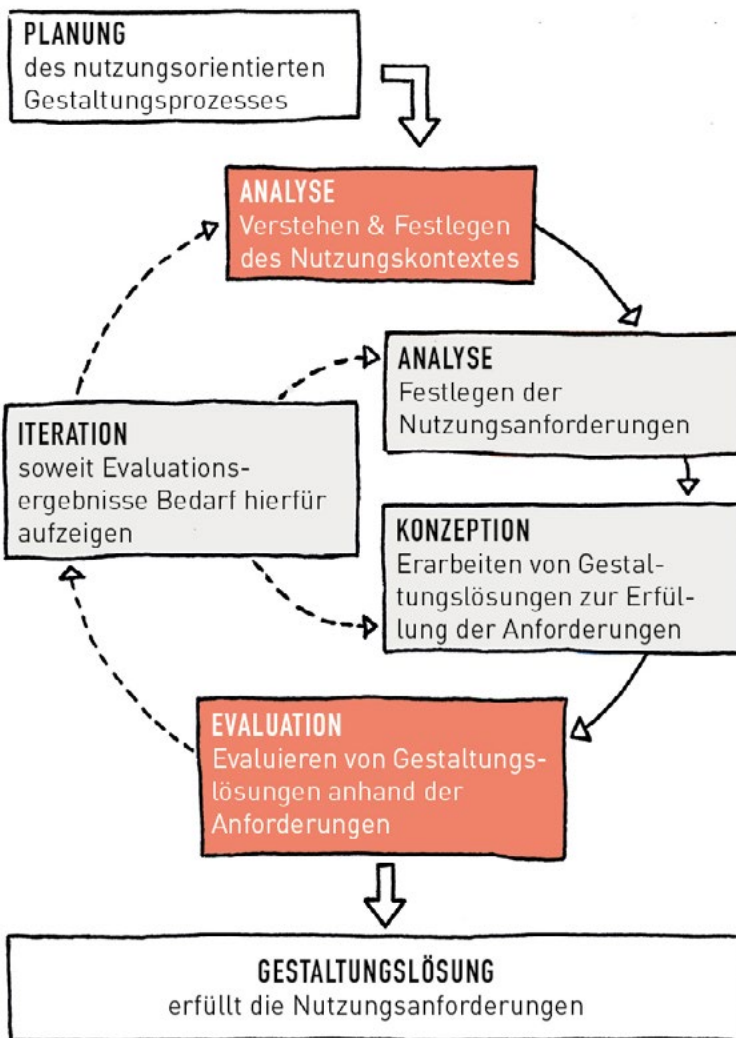 PLANUNG
des nutzungsorientierten
Gestaltungsprozesses
ANALYSE
Verstehen & Festlegen
des Nutzungskontextes
ANALYSE
Festlegen der
Nutzungsanforderungen
ITERATION
soweit Evaluations-
ergebnisse Bedarf hierfür
aufzeigen
KONZEPTION
Erarbeiten von Gestal-
tungslösungen zur Erfül-
lung der Anforderungen
EVALUATION
Evaluieren von Gestaltungs-
lösungen anhand der
Anforderungen
GESTALTUNGSLÖSUNG
erfüllt die Nutzungsanforderungen